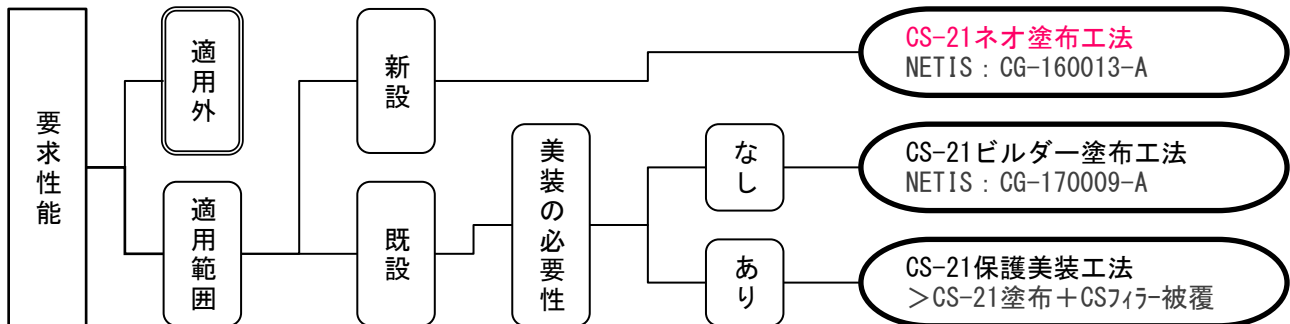 要求性能
適用外
適用範囲
新設
既設
美装の必要性
なし
あり
CS-21ネオ塗布工法
NETIS：CG-160013-A
CS-21ビルダー塗布工法
NETIS：CG-170009-A
CS-21保護美装工法
＞CS-21塗布＋CSﾌｨﾗｰ被覆